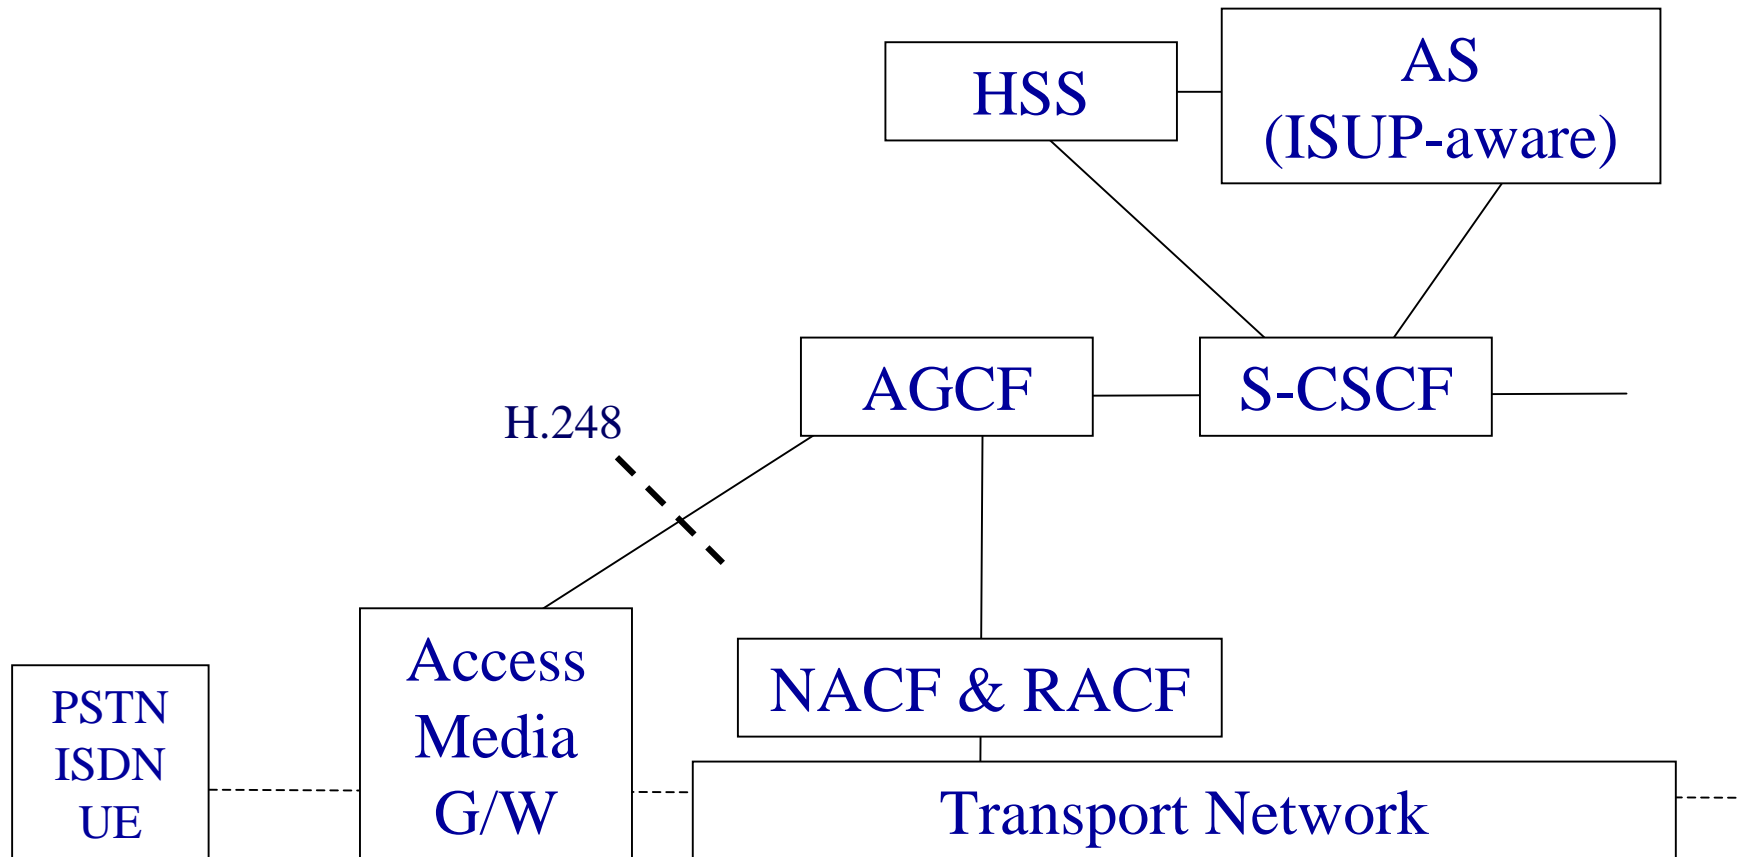 HSS
AS
(ISUP-aware)
AGCF
S-CSCF
H.248
Access
Media
G/W
NACF & RACF
PSTN
ISDN
UE
Transport Network